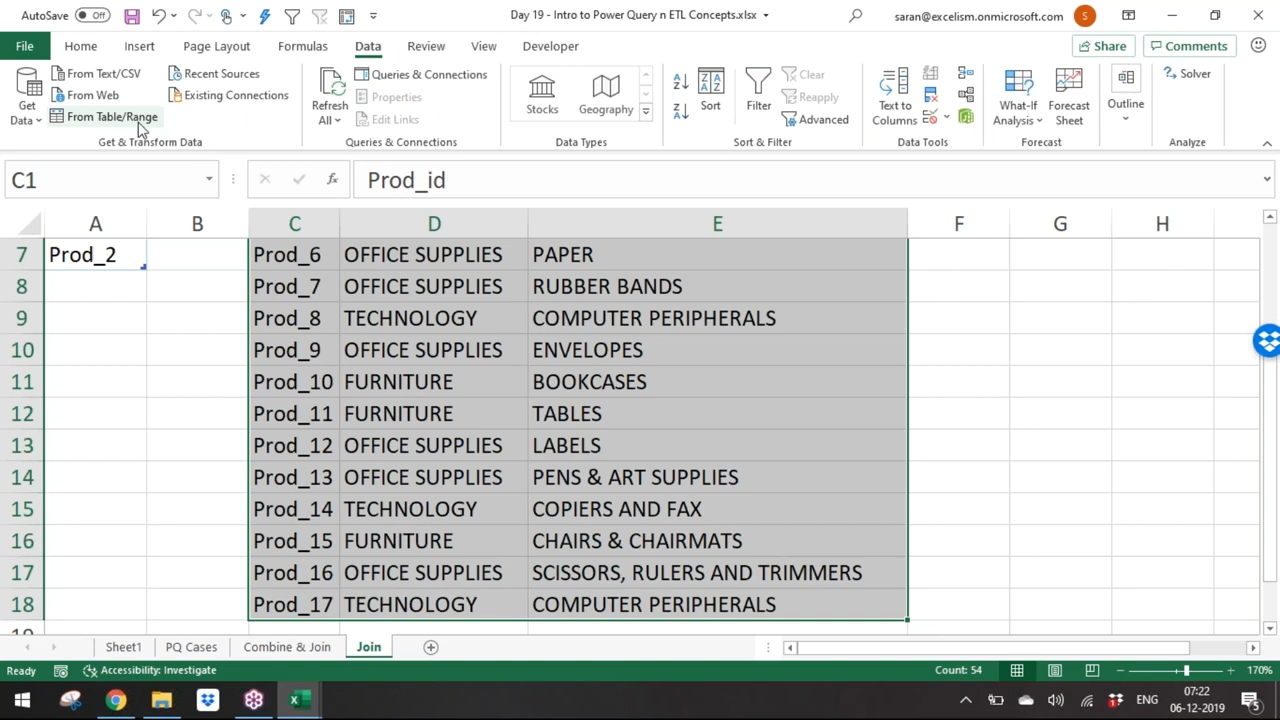 AutoSave Off Day 19 - Intro to Power Query n ETL Concepts.xlsx saran@excelism.onmicrosoft.com S
File Home Insert Page Layout Formulas Data Review View Developer Share Comments
From Text/CSV Recent Sources Queries & Connections Clear Solver
From Web Existing Connections Properties Reapply
From Table/Range Edit Links Advanced
Get Data Refresh All Stocks Geography Sort Filter Text to Columns What-If Analysis Forecast Sheet Outline
Get & Transform Data Queries & Connections Data Types Sort & Filter Data Tools Forecast Analyze
C1 fx Prod_id
A B C D E F G H
7 Prod_2 Prod_6 OFFICE SUPPLIES PAPER
8 Prod_7 OFFICE SUPPLIES RUBBER BANDS
9 Prod_8 TECHNOLOGY COMPUTER PERIPHERALS
10 Prod_9 OFFICE SUPPLIES ENVELOPES
11 Prod_10 FURNITURE BOOKCASES
12 Prod_11 FURNITURE TABLES
13 Prod_12 OFFICE SUPPLIES LABELS
14 Prod_13 OFFICE SUPPLIES PENS & ART SUPPLIES
15 Prod_14 TECHNOLOGY COPIERS AND FAX
16 Prod_15 FURNITURE CHAIRS & CHAIRMATS
17 Prod_16 OFFICE SUPPLIES SCISSORS, RULERS AND TRIMMERS
18 Prod_17 TECHNOLOGY COMPUTER PERIPHERALS
Sheet1 PQ Cases Combine & Join Join
Ready Accessibility: Investigate Count: 54 170%
ENG 07:22
06-12-2019 5